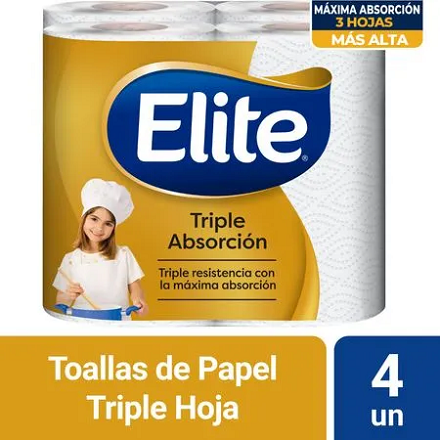 MÁXIMA ABSORCIÓN
3 HOJAS
MÁS ALTA
Elite
Triple
Absorción
Triple resistencia con
la máxima absorción
Toallas de Papel
Triple Hoja
4
un